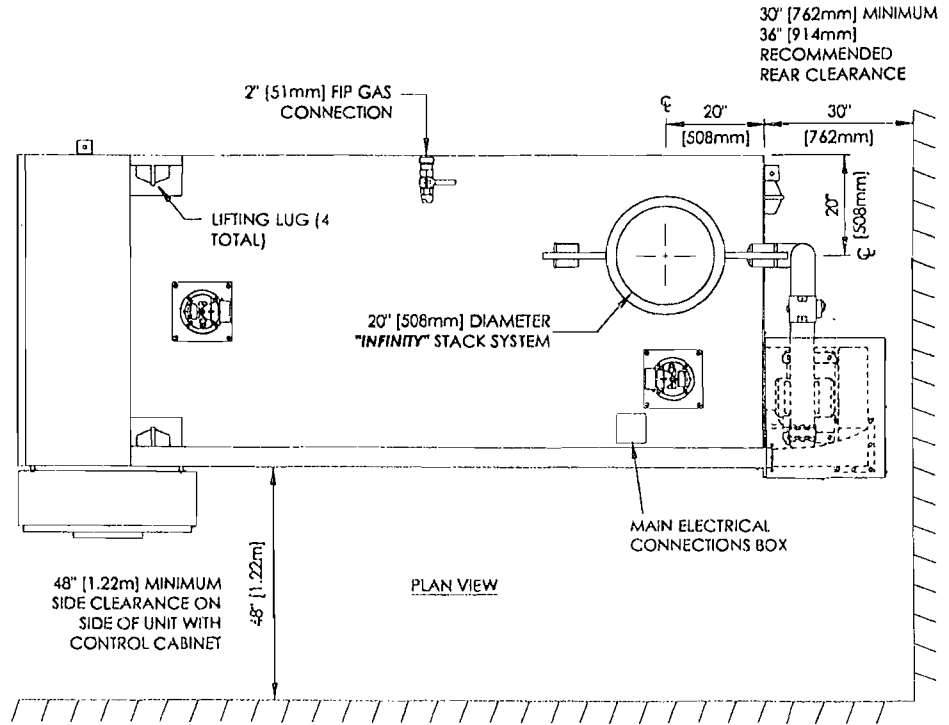 30" [762mm] MINIMUM
36" [914mm]
RECOMMENDED
REAR CLEARANCE
2" [51mm] FIP GAS
CONNECTION
℄
20"
[508mm]
30"
[762mm]
20"
[508mm]
℄
LIFTING LUG (4
TOTAL)
20" [508mm] DIAMETER
"INFINITY" STACK SYSTEM
MAIN ELECTRICAL
CONNECTIONS BOX
48" [1.22m] MINIMUM
SIDE CLEARANCE ON
SIDE OF UNIT WITH
CONTROL CABINET
48" [1.22m]
PLAN VIEW